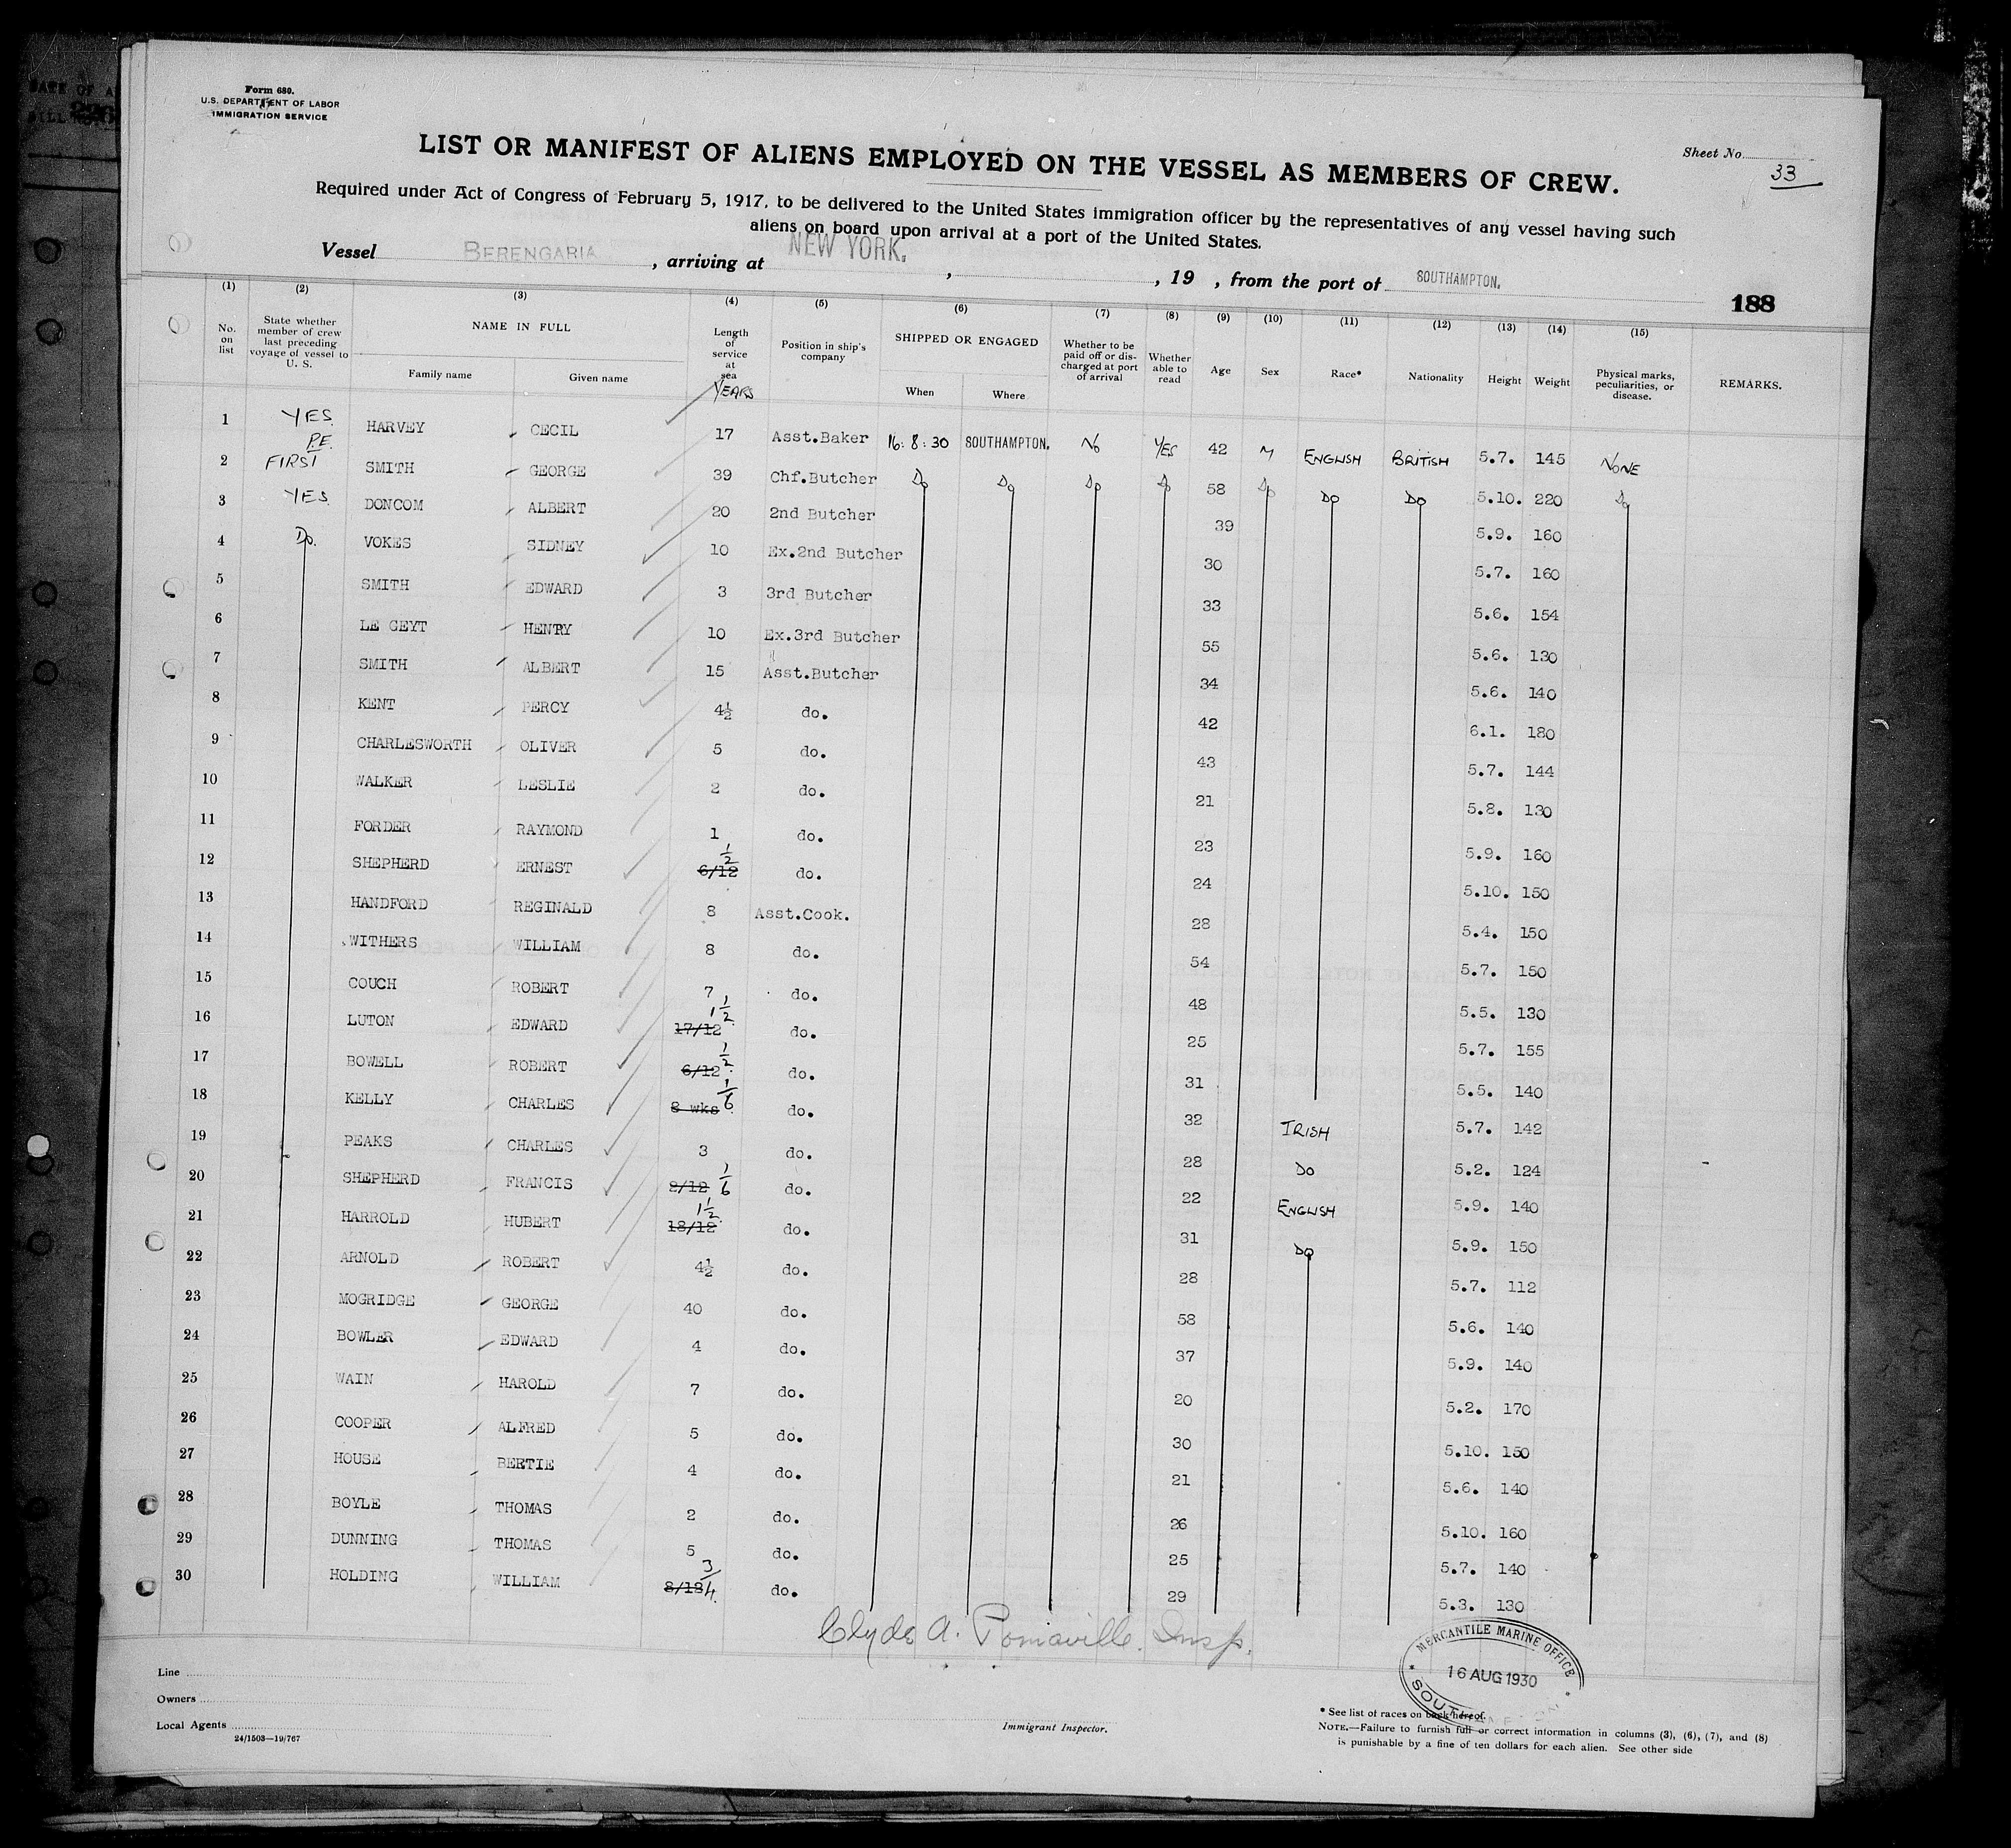 Form 680.
U.S. DEPARTMENT OF LABOR
IMMIGRATION SERVICE
LIST OR MANIFEST OF ALIENS EMPLOYED ON THE VESSEL AS MEMBERS OF CREW.
Sheet No. 33
Required under Act of Congress of February 5, 1917, to be delivered to the United States immigration officer by the representatives of any vessel having such
aliens on board upon arrival at a port of the United States.
Vessel BERENGARIA, arriving at NEW YORK., , 19 , from the port of SOUTHAMPTON.
188
(1) (2) (3) (4) (5) (6) (7) (8) (9) (10) (11) (12) (13) (14) (15)
No. on list | State whether member of crew last preceding voyage of vessel to U. S. | NAME IN FULL Family name Given name | Length of service at sea YEARS | Position in ship's company | SHIPPED OR ENGAGED When Where | Whether to be paid off or discharged at port of arrival | Whether able to read | Age | Sex | Race* | Nationality | Height | Weight | Physical marks, peculiarities, or disease. | REMARKS.
1 YES P.E. HARVEY CECIL 17 Asst.Baker 16.8.30 SOUTHAMPTON. No YES 42 M ENGLISH BRITISH 5.7. 145 NONE
2 FIRST SMITH GEORGE 39 Chf.Butcher Do Do Do Do 58 Do Do Do 5.10. 220 Do
3 YES DONCOM ALBERT 20 2nd Butcher 39 5.9. 160
4 Do. VOKES SIDNEY 10 Ex.2nd Butcher 30 5.7. 160
5 SMITH EDWARD 3 3rd Butcher 33 5.6. 154
6 LE GEYT HENRY 10 Ex.3rd Butcher 55 5.6. 130
7 SMITH ALBERT 15 Asst.Butcher 34 5.6. 140
8 KENT PERCY 4½ do. 42 6.1. 180
9 CHARLESWORTH OLIVER 5 do. 43 5.7. 144
10 WALKER LESLIE 2 do. 21 5.8. 130
11 FORDER RAYMOND 1 do. 23 5.9. 160
12 SHEPHERD ERNEST 6/12 ½ do. 24 5.10. 150
13 HANDFORD REGINALD 8 Asst.Cook. 28 5.4. 150
14 WITHERS WILLIAM 8 do. 54 5.7. 150
15 COUCH ROBERT 7 do. 48 5.5. 130
16 LUTON EDWARD 17/12 1½ do. 25 5.7. 155
17 BOWELL ROBERT 6/12 ½ do. 31 5.5. 140
18 KELLY CHARLES 8 wks 1/6 do. 32 IRISH 5.7. 142
19 PEAKS CHARLES 3 do. 28 DO 5.2. 124
20 SHEPHERD FRANCIS 2/12 1/6 do. 22 ENGLISH 5.9. 140
21 HARROLD HUBERT 18/12 1½ do. 31 DO 5.9. 150
22 ARNOLD ROBERT 4½ do. 28 5.7. 112
23 MOGRIDGE GEORGE 40 do. 58 5.6. 140
24 BOWLER EDWARD 4 do. 37 5.9. 140
25 WAIN HAROLD 7 do. 20 5.2. 170
26 COOPER ALFRED 5 do. 30 5.10. 150
27 HOUSE BERTIE 4 do. 21 5.6. 140
28 BOYLE THOMAS 2 do. 26 5.10. 160
29 DUNNING THOMAS 5 do. 25 5.7. 140
30 HOLDING WILLIAM 3/4 do. 29 5.3. 130
Clyde A. Pomaville. Insp.
MERCANTILE MARINE OFFICE
16 AUG 1930
SOUTHAMPTON
Line
Owners
Local Agents
24/1503—19/767
Immigrant Inspector.
* See list of races on back hereof.
NOTE.—Failure to furnish full or correct information in columns (3), (6), (7), and (8)
is punishable by a fine of ten dollars for each alien. See other side